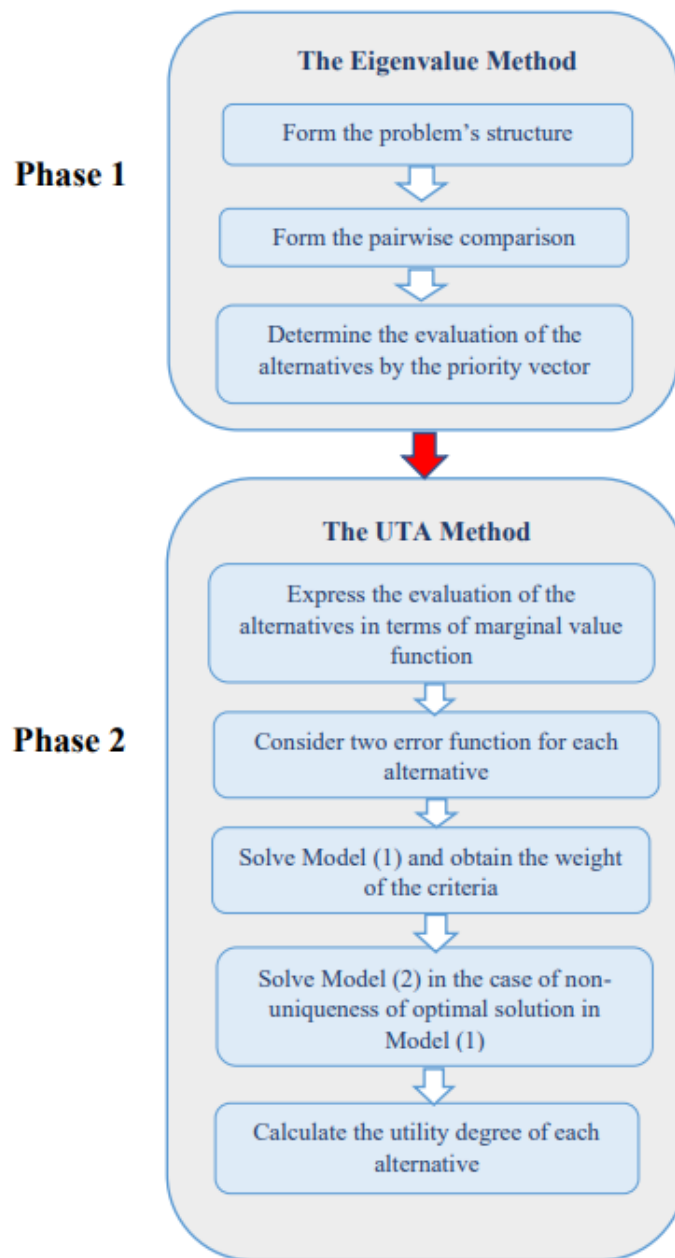 The Eigenvalue Method
Form the problem’s structure
Phase 1
Form the pairwise comparison
Determine the evaluation of the
alternatives by the priority vector
The UTA Method
Express the evaluation of the
alternatives in terms of marginal value
function
Phase 2
Consider two error function for each
alternative
Solve Model (1) and obtain the weight
of the criteria
Solve Model (2) in the case of non-
uniqueness of optimal solution in
Model (1)
Calculate the utility degree of each
alternative